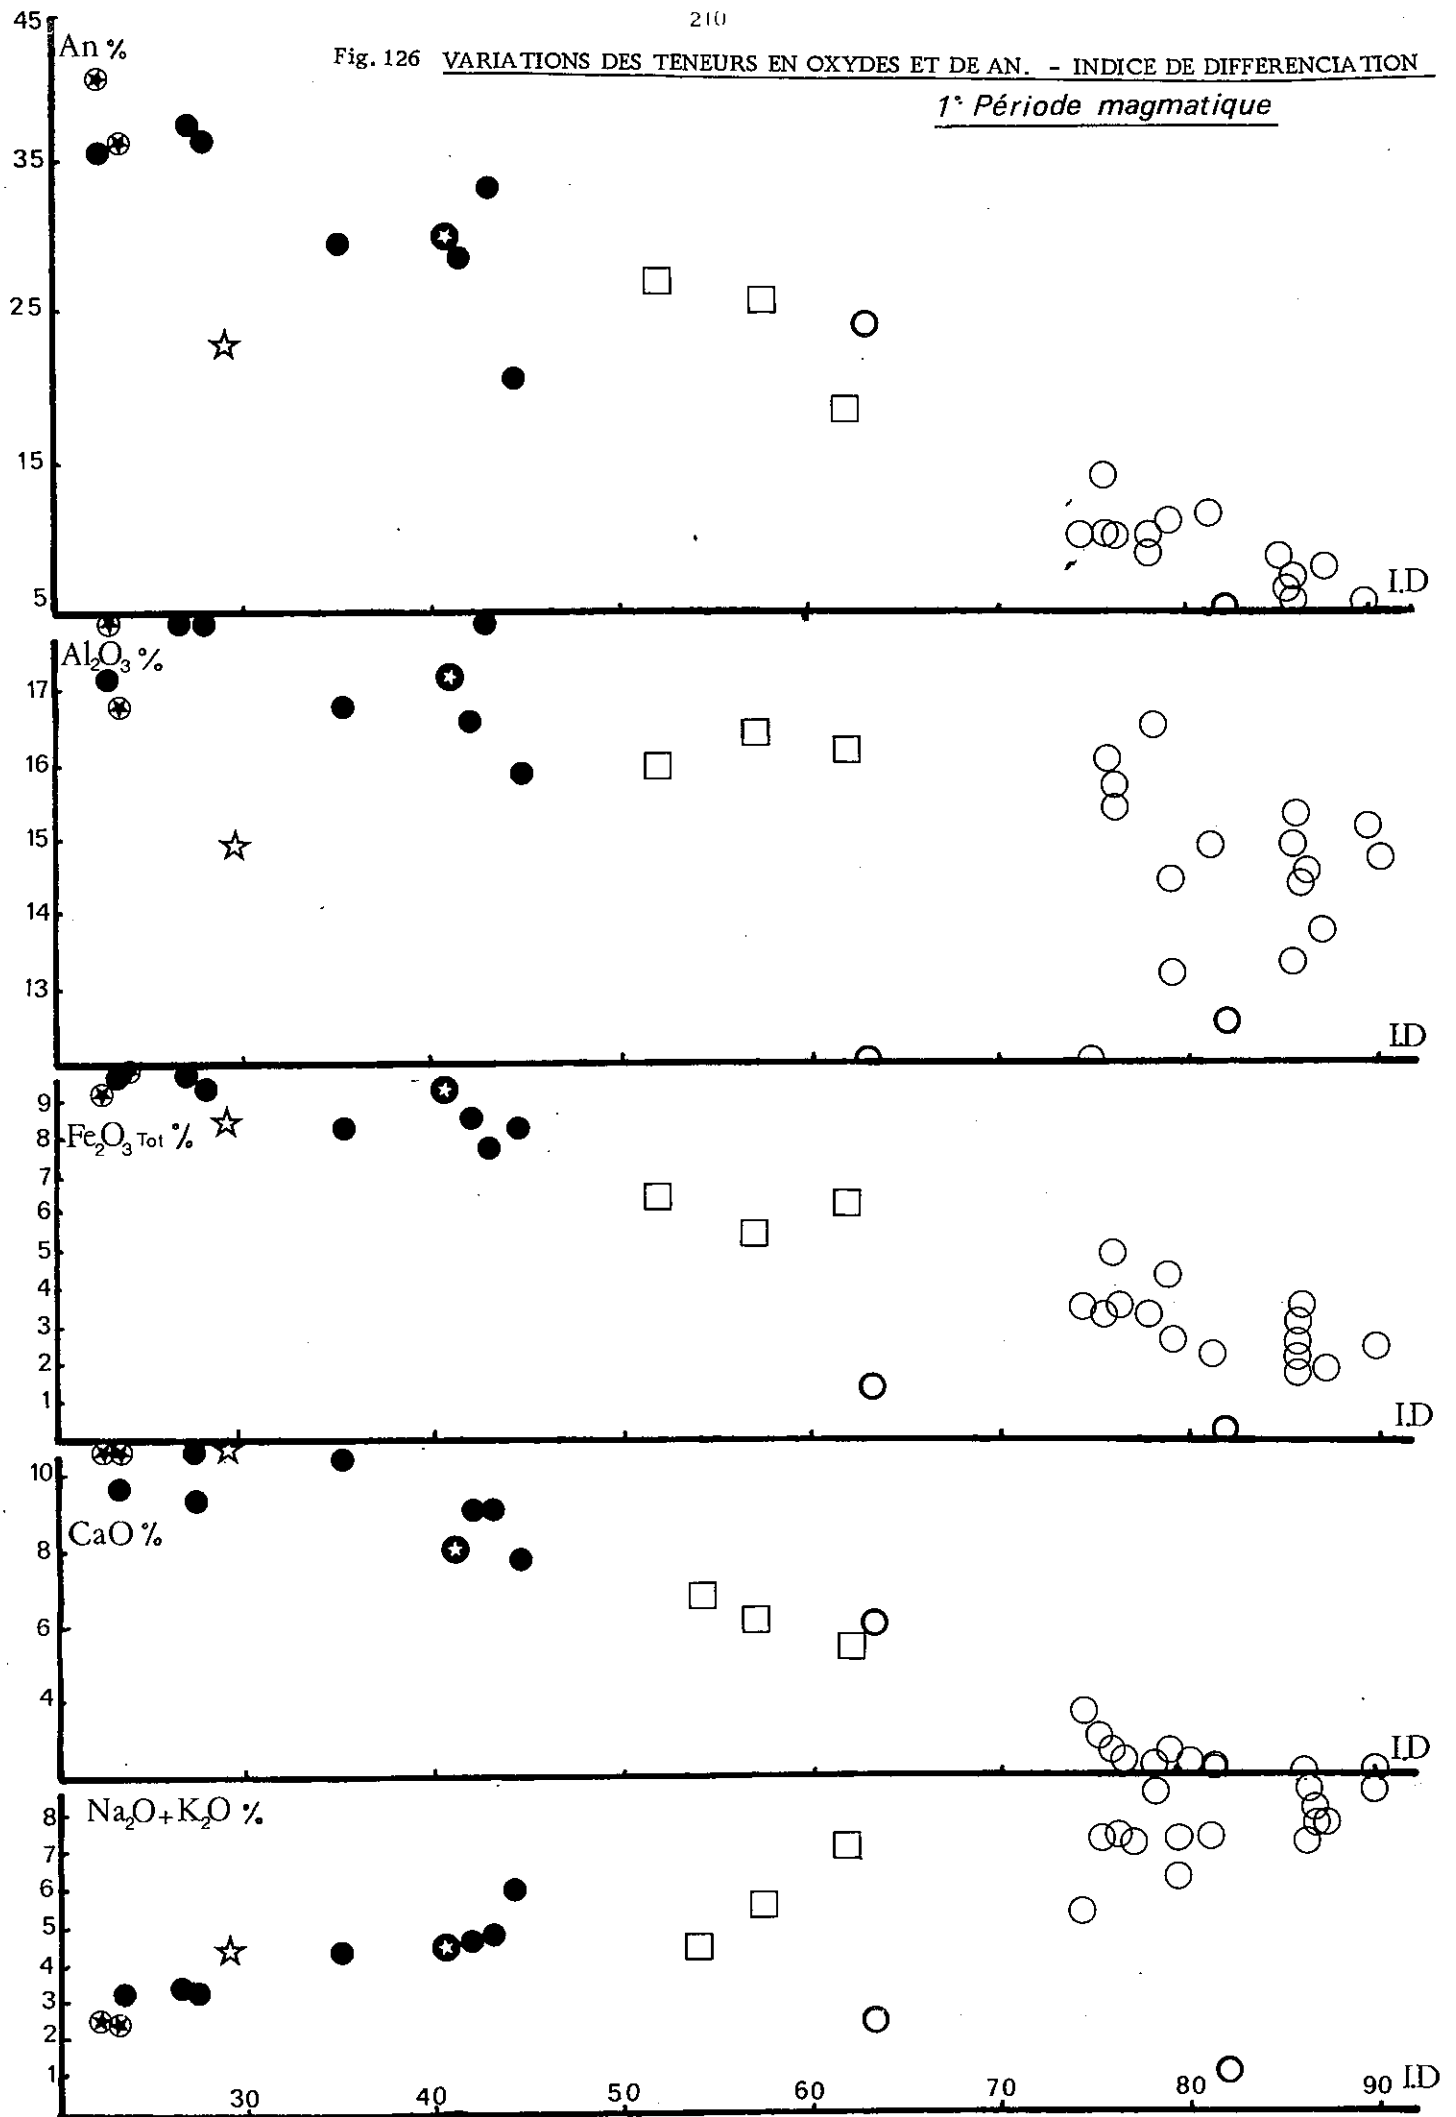 210
Fig. 126 VARIATIONS DES TENEURS EN OXYDES ET DE AN. - INDICE DE DIFFERENCIATION
1° Période magmatique
45
An %
35
25
15
5
I.D
Al₂O₃ %
17
16
15
14
13
I.D
9
Fe₂O₃ Tot %
8
7
6
5
4
3
2
1
I.D
10
CaO %
8
6
4
I.D
Na₂O+K₂O %
8
7
6
5
4
3
2
1
30 40 50 60 70 80 90 I.D